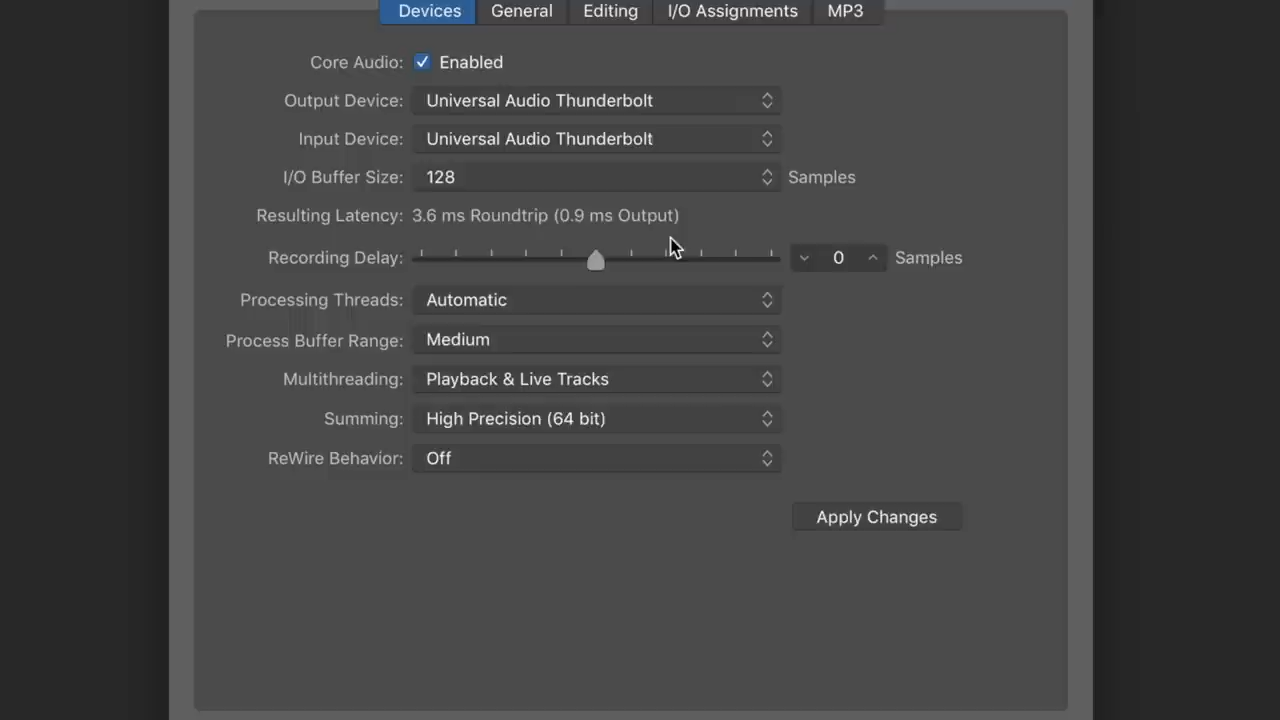 Devices General Editing I/O Assignments MP3
Core Audio: Enabled
Output Device: Universal Audio Thunderbolt
Input Device: Universal Audio Thunderbolt
I/O Buffer Size: 128 Samples
Resulting Latency: 3.6 ms Roundtrip (0.9 ms Output)
Recording Delay: 0 Samples
Processing Threads: Automatic
Process Buffer Range: Medium
Multithreading: Playback & Live Tracks
Summing: High Precision (64 bit)
ReWire Behavior: Off
Apply Changes